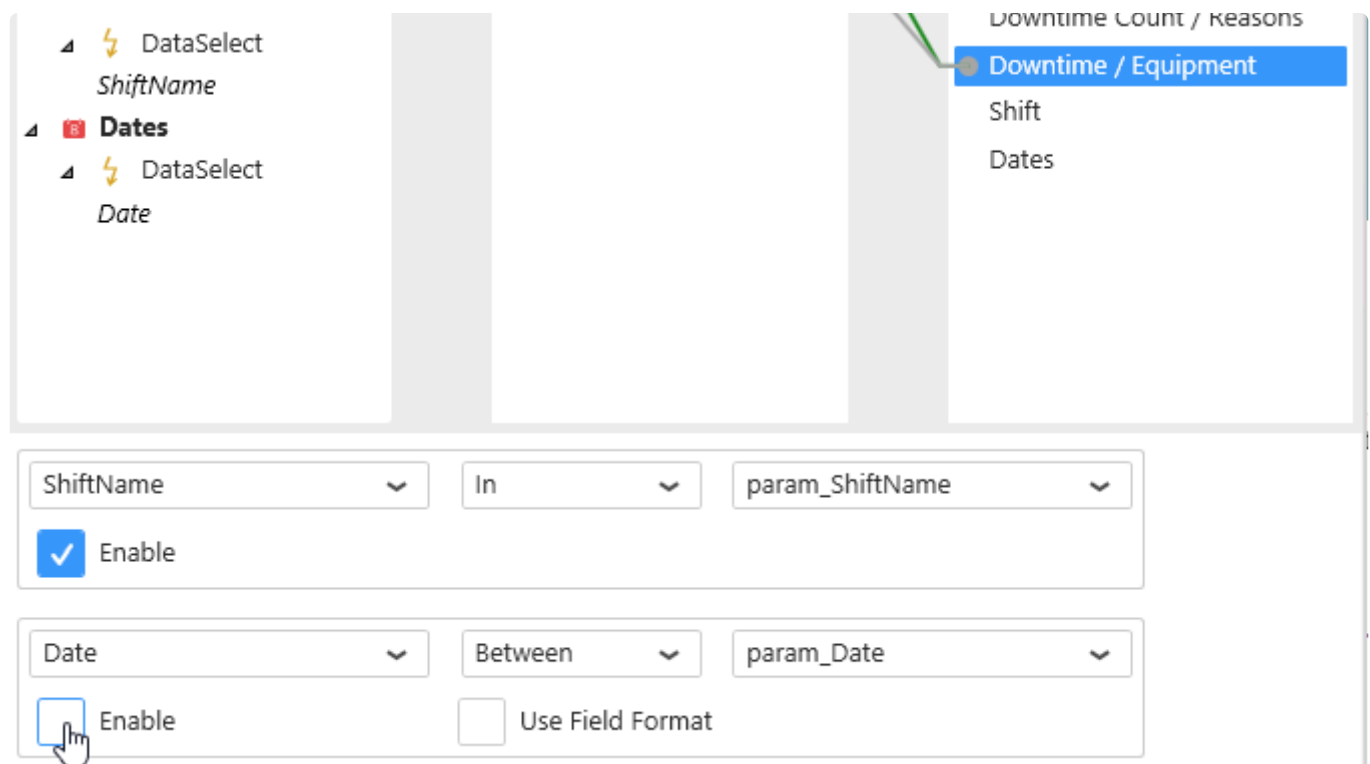 DataSelect
ShiftName
Dates
DataSelect
Date
Downtime Count / Reasons
Downtime / Equipment
Shift
Dates
ShiftName In param_ShiftName
Enable
Date Between param_Date
Enable Use Field Format